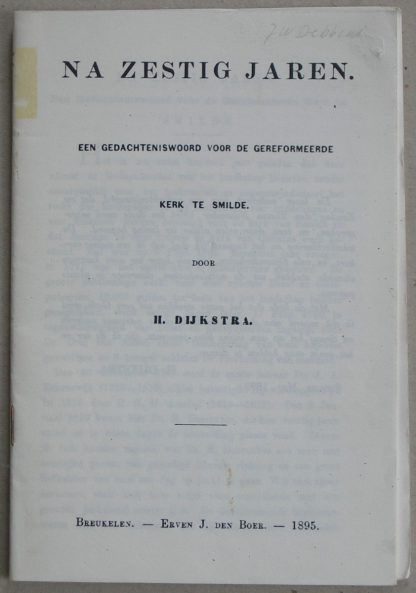 NA ZESTIG JAREN.
EEN GEDACHTENISWOORD VOOR DE GEREFORMEERDE
KERK TE SMILDE.
DOOR
H. DIJKSTRA.
BREUKELEN. — ERVEN J. DEN BOER. — 1895.